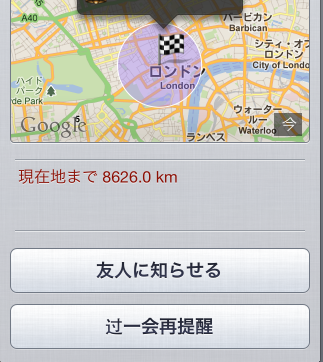 A40
バービカン
Barbican
シティ・オブ
ロンドン
City of Londo
ロンドン
London
ハイド
パーク
de Park
ウォーター
ルー
Waterloo
Google
今
ランベス
現在地まで 8626.0 km
友人に知らせる
过一会再提醒